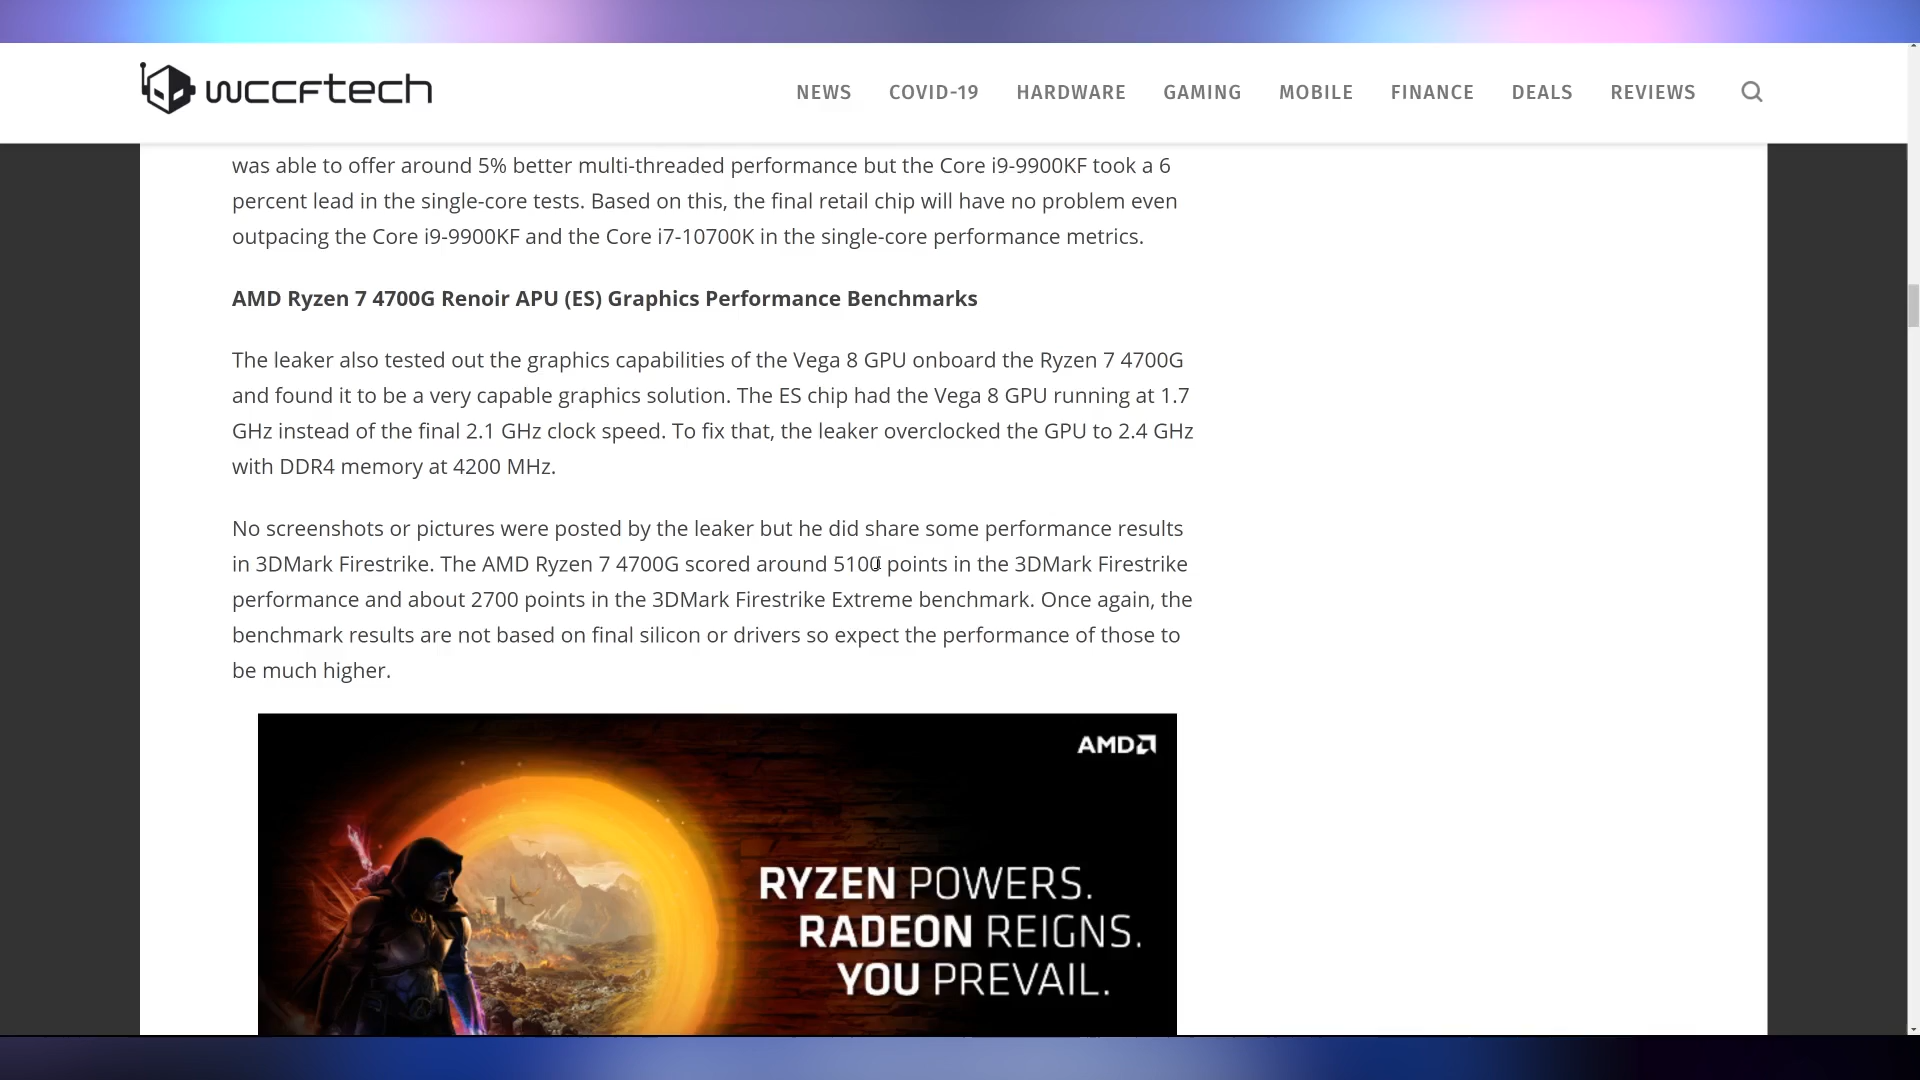 wccftech
NEWS COVID-19 HARDWARE GAMING MOBILE FINANCE DEALS REVIEWS
was able to offer around 5% better multi-threaded performance but the Core i9-9900KF took a 6
percent lead in the single-core tests. Based on this, the final retail chip will have no problem even
outpacing the Core i9-9900KF and the Core i7-10700K in the single-core performance metrics.
AMD Ryzen 7 4700G Renoir APU (ES) Graphics Performance Benchmarks
The leaker also tested out the graphics capabilities of the Vega 8 GPU onboard the Ryzen 7 4700G
and found it to be a very capable graphics solution. The ES chip had the Vega 8 GPU running at 1.7
GHz instead of the final 2.1 GHz clock speed. To fix that, the leaker overclocked the GPU to 2.4 GHz
with DDR4 memory at 4200 MHz.
No screenshots or pictures were posted by the leaker but he did share some performance results
in 3DMark Firestrike. The AMD Ryzen 7 4700G scored around 5100 points in the 3DMark Firestrike
performance and about 2700 points in the 3DMark Firestrike Extreme benchmark. Once again, the
benchmark results are not based on final silicon or drivers so expect the performance of those to
be much higher.
AMD
RYZEN POWERS.
RADEON REIGNS.
YOU PREVAIL.